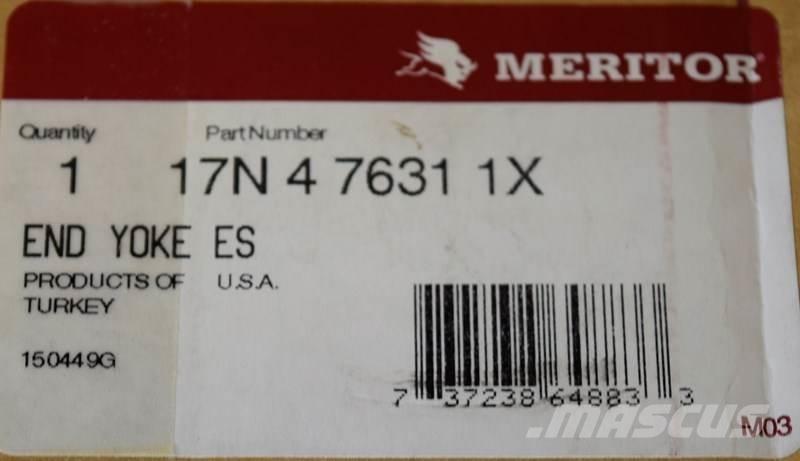 MERITOR
Quantity Part Number
1 17N 4 7631 1X
END YOKE ES
PRODUCTS OF U.S.A.
TURKEY
150449G
7 37238 64883 3
MASCUS
M03